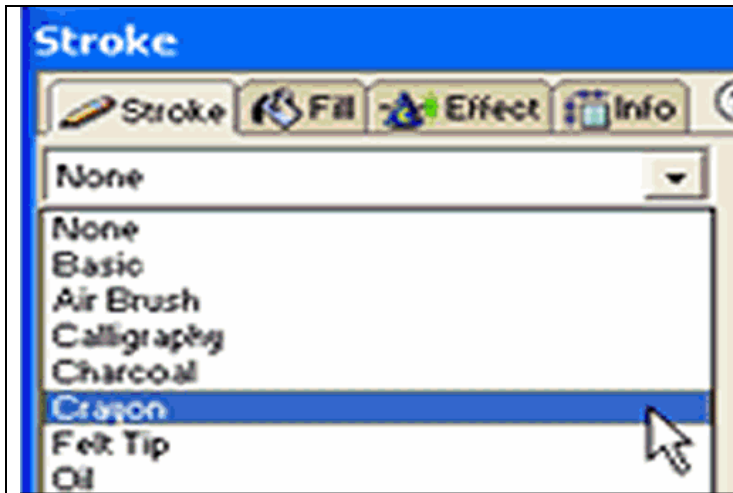 Stroke
Stroke Fill Effect Info
None
None
Basic
Air Brush
Calligraphy
Charcoal
Crayon
Felt Tip
Oil